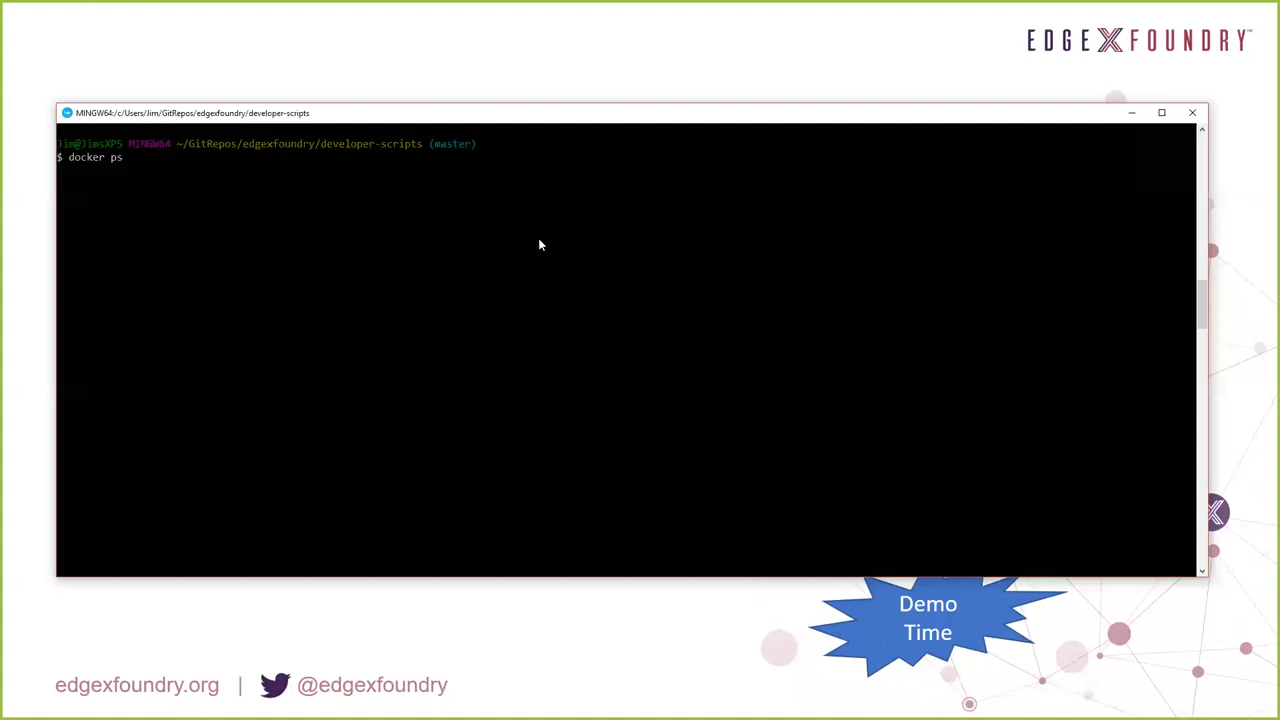 EDGE FOUNDRY™
MINGW64:/c/Users/Jim/GitRepos/edgexfoundry/developer-scripts
Jim@JimsXPS MINGW64 ~/GitRepos/edgexfoundry/developer-scripts (master)
$ docker ps
Demo
Time
edgexfoundry.org | @edgexfoundry